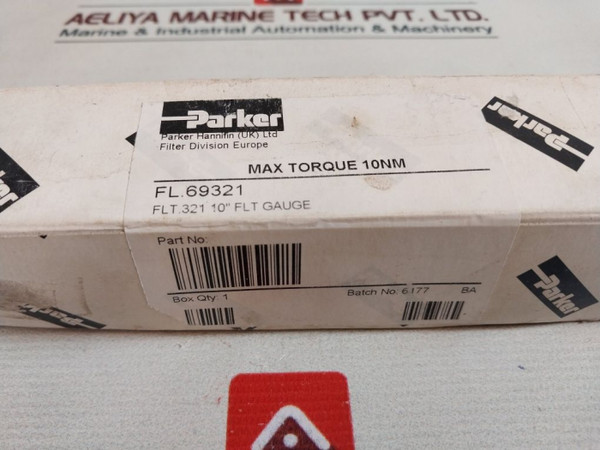 AELIYA MARINE TECH PVT. LTD.
Marine & Industrial Automation & Machinery
Parker
Parker Hannifin (UK) Ltd
Filter Division Europe
MAX TORQUE 10NM
FL.69321
FLT.321 10" FLT GAUGE
Part No:
Box Qty: 1
Batch No: 6177 BA
Parker
Parker
Parker
Parker